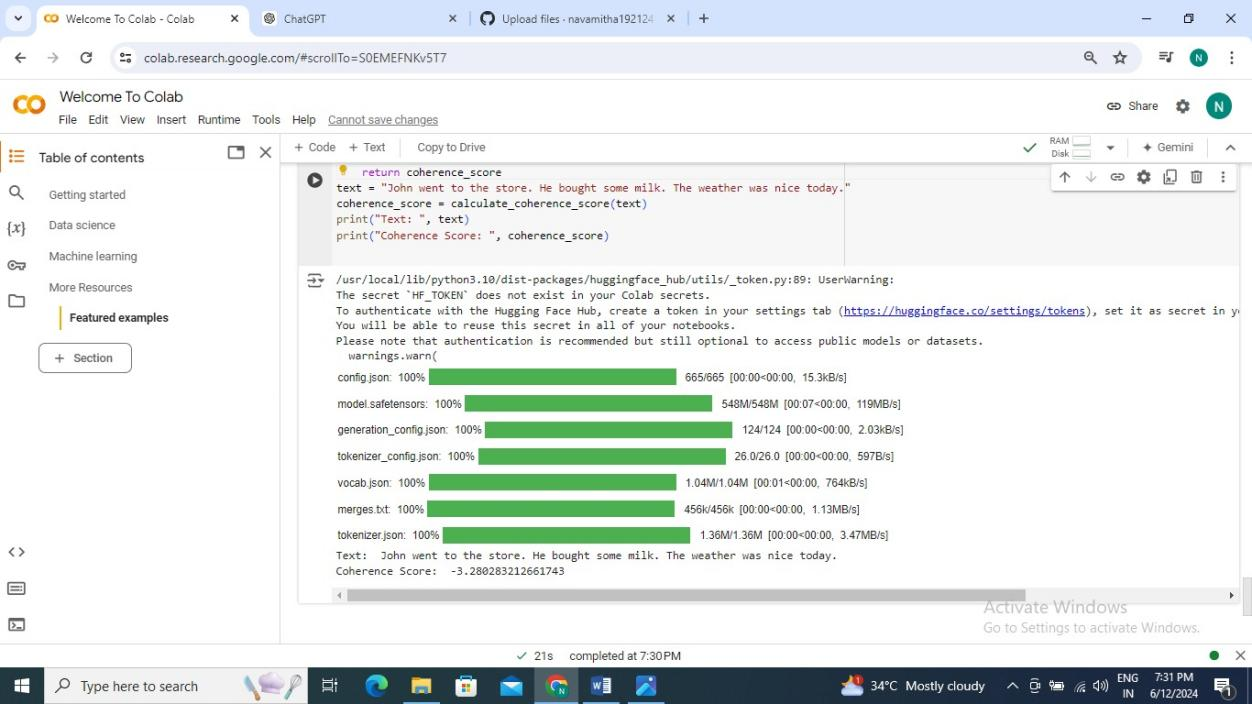 Welcome To Colab - Colab
ChatGPT
Upload files · navamitha19212
colab.research.google.com/#scrollTo=S0EMEFNKv5T7
N
Welcome To Colab
File Edit View Insert Runtime Tools Help Cannot save changes
Share
N
Table of contents
+ Code + Text Copy to Drive
RAM
Disk
Gemini
Getting started
Data science
Machine learning
More Resources
Featured examples
+ Section
{x}
return coherence_score
text = "John went to the store. He bought some milk. The weather was nice today."
coherence_score = calculate_coherence_score(text)
print("Text: ", text)
print("Coherence Score: ", coherence_score)
/usr/local/lib/python3.10/dist-packages/huggingface_hub/utils/_token.py:89: UserWarning:
The secret `HF_TOKEN` does not exist in your Colab secrets.
To authenticate with the Hugging Face Hub, create a token in your settings tab (https://huggingface.co/settings/tokens), set it as secret in
You will be able to reuse this secret in all of your notebooks.
Please note that authentication is recommended but still optional to access public models or datasets.
warnings.warn(
config.json: 100% 665/665 [00:00<00:00, 15.3kB/s]
model.safetensors: 100% 548M/548M [00:07<00:00, 119MB/s]
generation_config.json: 100% 124/124 [00:00<00:00, 2.03kB/s]
tokenizer_config.json: 100% 26.0/26.0 [00:00<00:00, 597B/s]
vocab.json: 100% 1.04M/1.04M [00:01<00:00, 764kB/s]
merges.txt: 100% 456k/456k [00:00<00:00, 1.13MB/s]
tokenizer.json: 100% 1.36M/1.36M [00:00<00:00, 3.47MB/s]
Text:  John went to the store. He bought some milk. The weather was nice today.
Coherence Score:  -3.280283212661743
Activate Windows
Go to Settings to activate Windows.
21s completed at 7:30 PM
Type here to search
34°C Mostly cloudy
ENG
IN
7:31 PM
6/12/2024
1